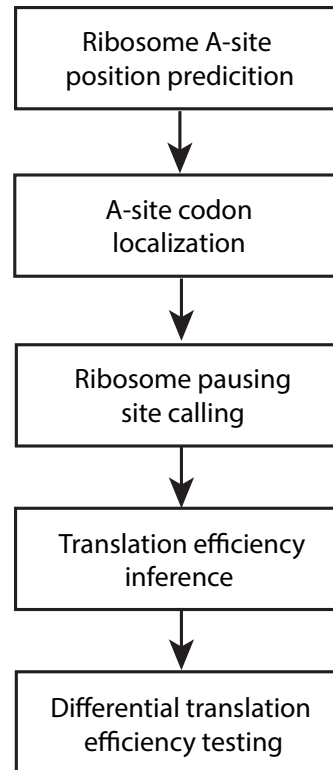 Ribosome A-site
position predicition
A-site codon
localization
Ribosome pausing
site calling
Translation efficiency
inference
Differential translation
efficiency testing